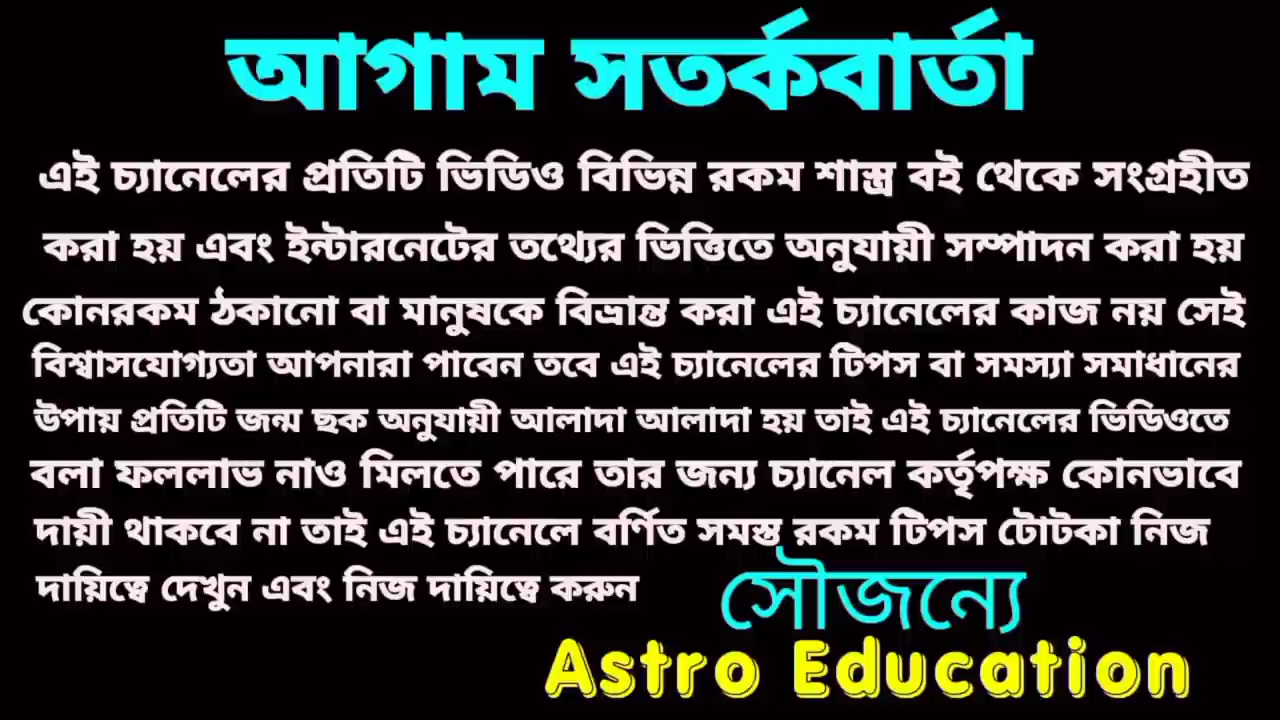 আগাম সতর্কবার্তা
এই চ্যানেলের প্রতিটি ভিডিও বিভিন্ন রকম শাস্ত্র বই থেকে সংগ্রহীত
করা হয় এবং ইন্টারনেটের তথ্যের ভিত্তিতে অনুযায়ী সম্পাদন করা হয়
কোনরকম ঠকানো বা মানুষকে বিভ্রান্ত করা এই চ্যানেলের কাজ নয় সেই
বিশ্বাসযোগ্যতা আপনারা পাবেন তবে এই চ্যানেলের টিপস বা সমস্যা সমাধানের
উপায় প্রতিটি জন্ম ছক অনুযায়ী আলাদা আলাদা হয় তাই এই চ্যানেলের ভিডিওতে
বলা ফললাভ নাও মিলতে পারে তার জন্য চ্যানেল কর্তৃপক্ষ কোনভাবে
দায়ী থাকবে না তাই এই চ্যানেলে বর্ণিত সমস্ত রকম টিপস টোটকা নিজ
দায়িত্বে দেখুন এবং নিজ দায়িত্বে করুন
সৌজন্যে
Astro Education